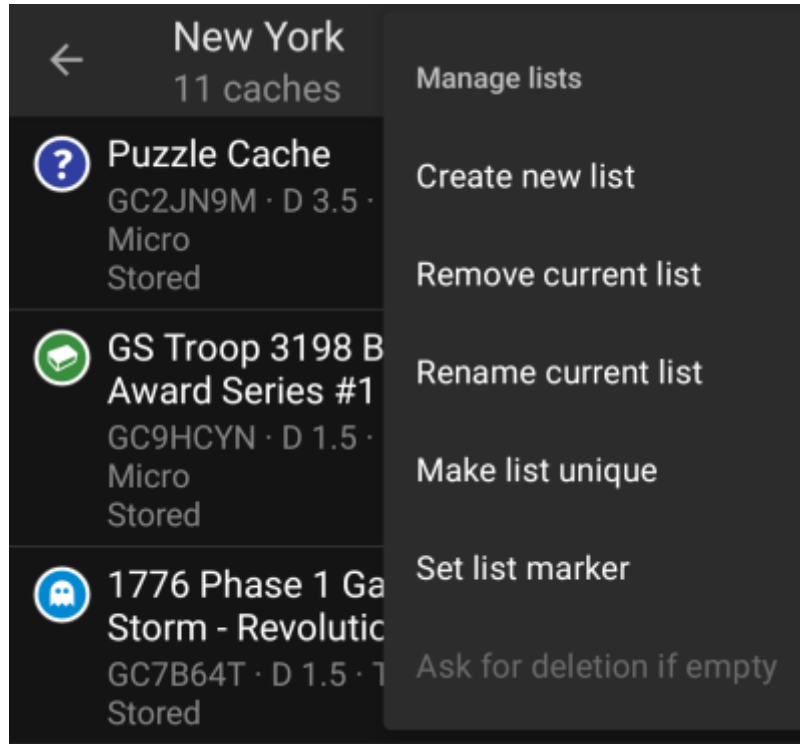 New York
11 caches
Puzzle Cache
GC2JN9M · D 3.5 ·
Micro
Stored
GS Troop 3198 B
Award Series #1
GC9HCYN · D 1.5 ·
Micro
Stored
1776 Phase 1 Ga
Storm - Revolutic
GC7B64T · D 1.5 · T
Stored
Manage lists
Create new list
Remove current list
Rename current list
Make list unique
Set list marker
Ask for deletion if empty